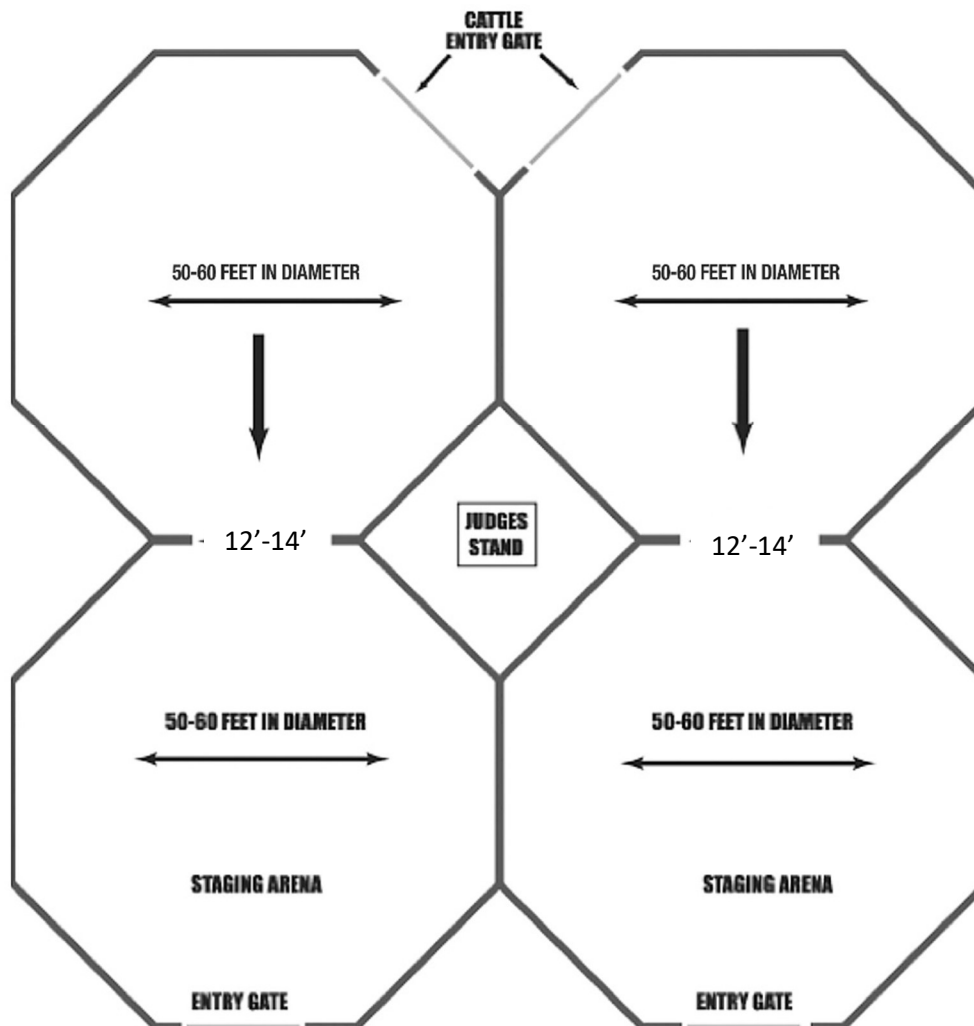 CATTLE
ENTRY GATE
50-60 FEET IN DIAMETER
50-60 FEET IN DIAMETER
JUDGES
STAND
12’-14’
12’-14’
50-60 FEET IN DIAMETER
50-60 FEET IN DIAMETER
STAGING ARENA
STAGING ARENA
ENTRY GATE
ENTRY GATE